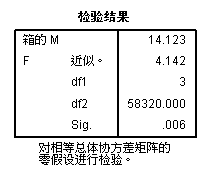 检验结果
箱的 M 14.123
F 近似。 4.142
df1 3
df2 58320.000
Sig. .006
对相等总体协方差矩阵的
零假设进行检验。